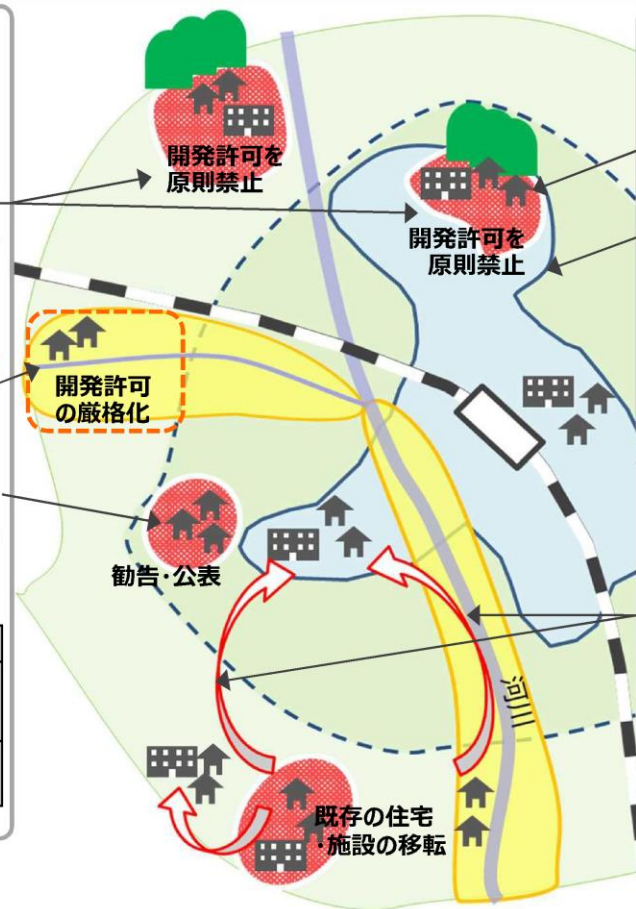 開発許可を
原則禁止
開発許可を
原則禁止
開発許可
の厳格化
勧告･公表
河川
既存の住宅
･施設の移転